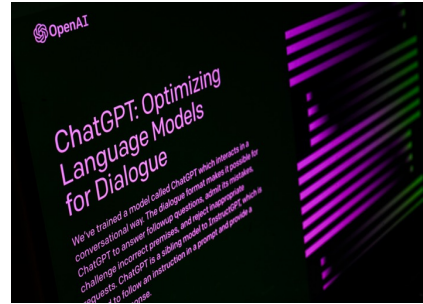 OpenAI
ChatGPT: Optimizing
Language Models
for Dialogue
We've trained a model called ChatGPT which interacts in a
conversational way. The dialogue format makes it possible for
ChatGPT to answer followup questions, admit its mistakes,
challenge incorrect premises, and reject inappropriate
requests. ChatGPT is a sibling model to InstructGPT, which is
to follow an instruction in a prompt and provide a